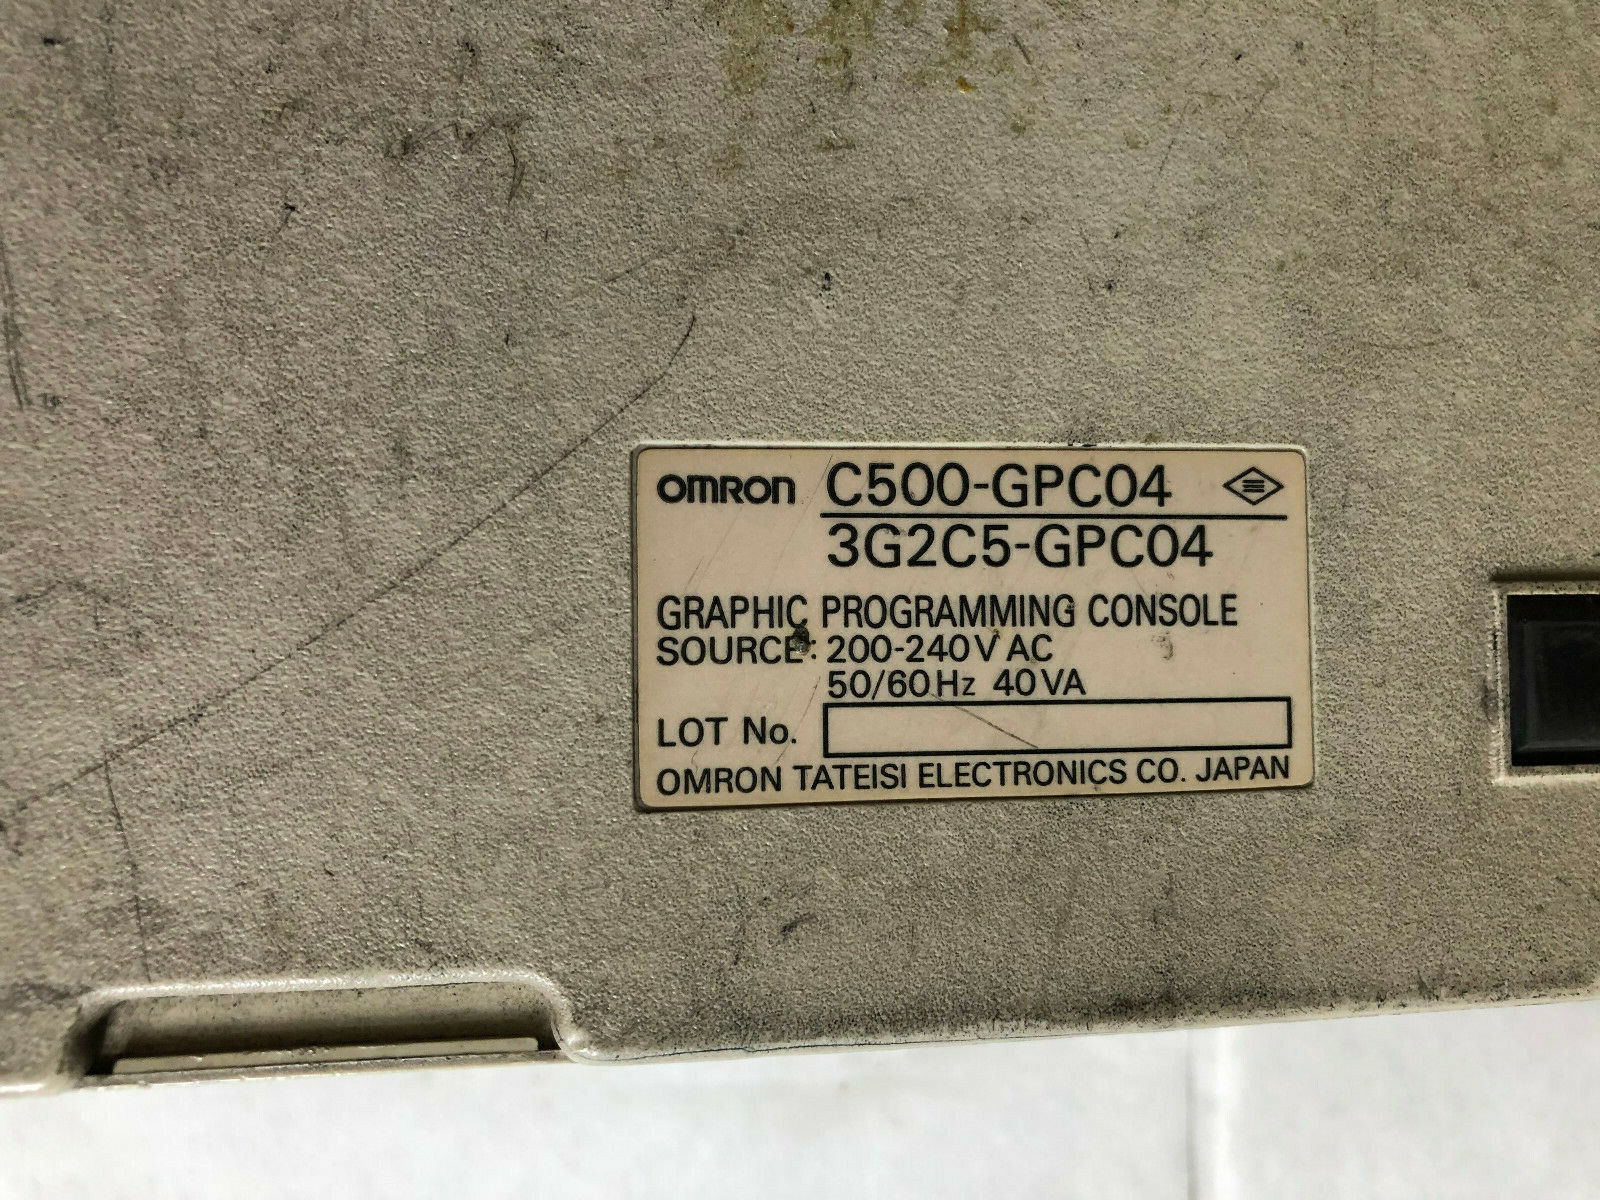 OMRON C500-GPC04
3G2C5-GPC04
GRAPHIC PROGRAMMING CONSOLE
SOURCE: 200-240V AC
50/60Hz 40VA
LOT No.
OMRON TATEISI ELECTRONICS CO. JAPAN